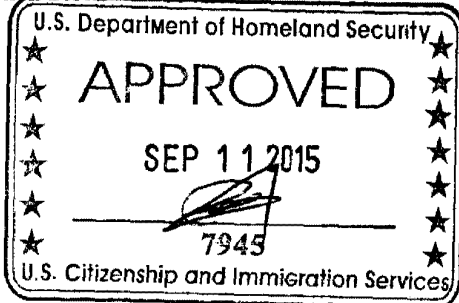 U.S. Department of Homeland Security
APPROVED
SEP 11 2015
7945
U.S. Citizenship and Immigration Services